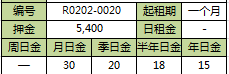 编号 R0202-0020 起租期 一个月
押金 5,400 日租金 -
周日金 月日金 季日金 半年日金 年日金
— 30 20 18 15